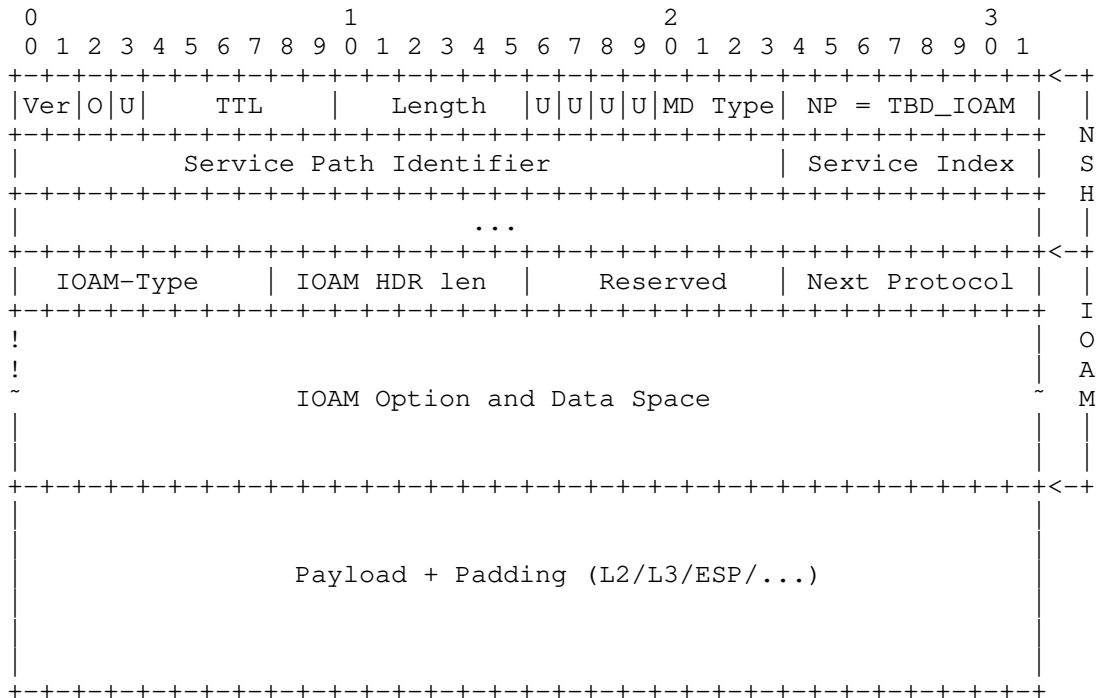 0                   1                   2                   3
 0 1 2 3 4 5 6 7 8 9 0 1 2 3 4 5 6 7 8 9 0 1 2 3 4 5 6 7 8 9 0 1
+-+-+-+-+-+-+-+-+-+-+-+-+-+-+-+-+-+-+-+-+-+-+-+-+-+-+-+-+-+-+-+-+<-+
|Ver|O|U|    TTL    |   Length  |U|U|U|U|MD Type| NP = TBD_IOAM |  |
+-+-+-+-+-+-+-+-+-+-+-+-+-+-+-+-+-+-+-+-+-+-+-+-+-+-+-+-+-+-+-+-+  N
|          Service Path Identifier              | Service Index |  S
+-+-+-+-+-+-+-+-+-+-+-+-+-+-+-+-+-+-+-+-+-+-+-+-+-+-+-+-+-+-+-+-+  H
|                            ...                                |  |
+-+-+-+-+-+-+-+-+-+-+-+-+-+-+-+-+-+-+-+-+-+-+-+-+-+-+-+-+-+-+-+-+<-+
|  IOAM-Type    | IOAM HDR len  |    Reserved   | Next Protocol |  |
+-+-+-+-+-+-+-+-+-+-+-+-+-+-+-+-+-+-+-+-+-+-+-+-+-+-+-+-+-+-+-+-+  I
!                                                               |  O
!                                                               |  A
~                 IOAM Option and Data Space                    ~  M
|                                                               |  |
|                                                               |  |
+-+-+-+-+-+-+-+-+-+-+-+-+-+-+-+-+-+-+-+-+-+-+-+-+-+-+-+-+-+-+-+-+<-+
|                                                               |
|                                                               |
|                 Payload + Padding (L2/L3/ESP/...)             |
|                                                               |
|                                                               |
|                                                               |
+-+-+-+-+-+-+-+-+-+-+-+-+-+-+-+-+-+-+-+-+-+-+-+-+-+-+-+-+-+-+-+-+